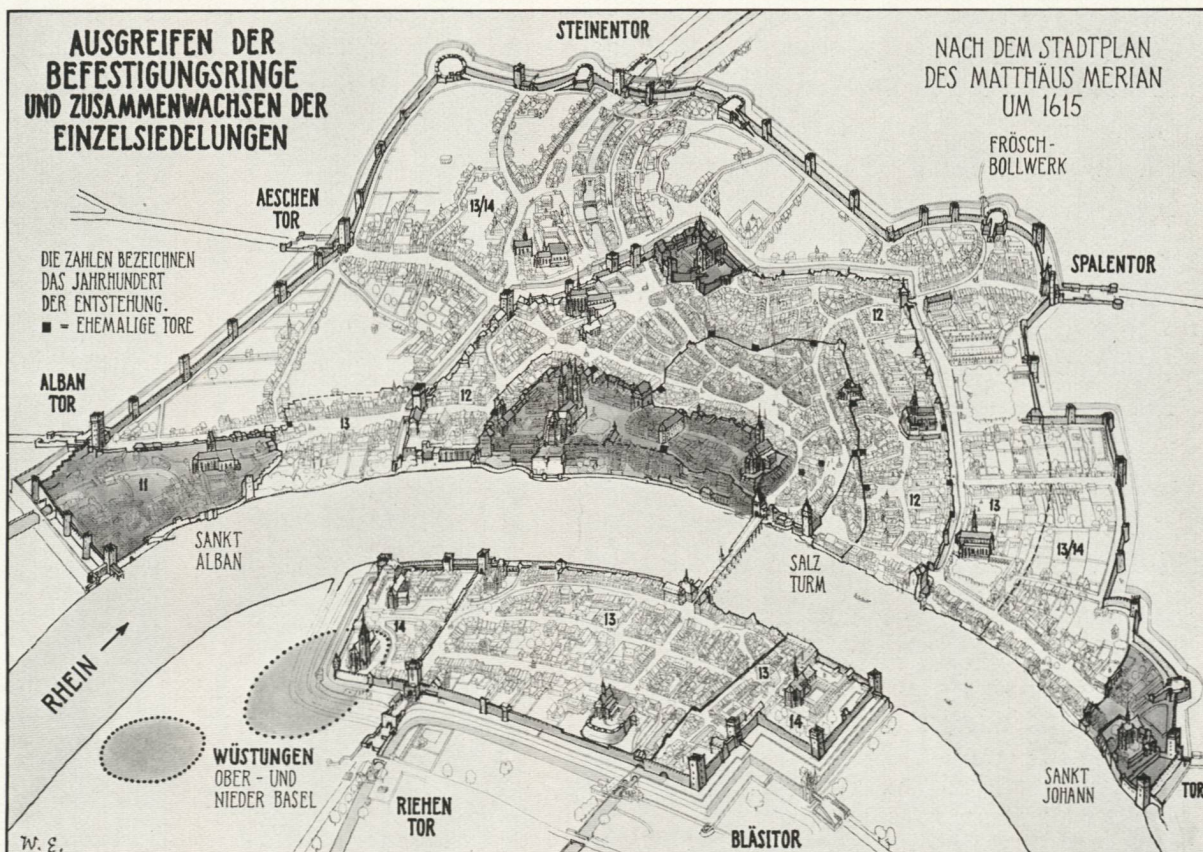 AUSGREIFEN DER
BEFESTIGUNGSRINGE
UND ZUSAMMENWACHSEN DER
EINZELSIEDELUNGEN
STEINENTOR
NACH DEM STADTPLAN
DES MATTHÄUS MERIAN
UM 1615
FRÖSCH-
BOLLWERK
AESCHEN
TOR
13/14
DIE ZAHLEN BEZEICHNEN
DAS JAHRHUNDERT
DER ENTSTEHUNG.
■ = EHEMALIGE TORE
SPALENTOR
12
ALBAN
TOR
12
13
11
12
13
13/14
SANKT
ALBAN
SALZ
TURM
13
14
13
14
RHEIN
WÜSTUNGEN
OBER - UND
NIEDER BASEL
RIEHEN
TOR
BLÄSITOR
SANKT
JOHANN
TOR
W. E.